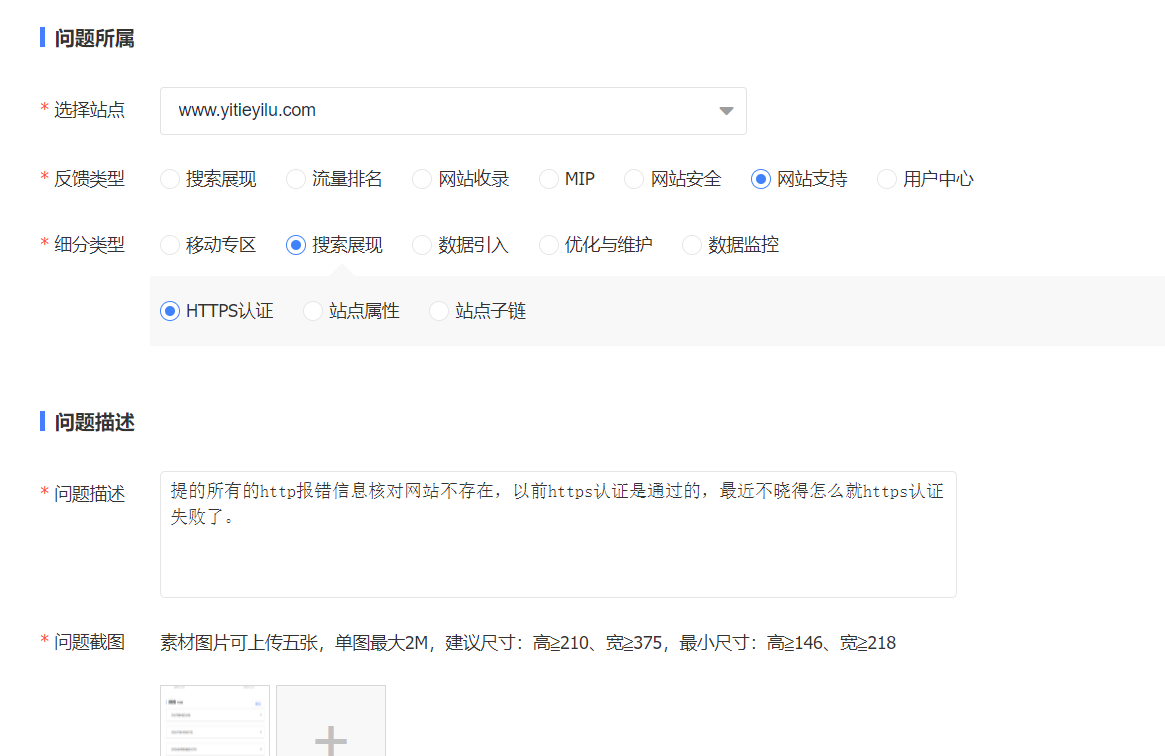 问题所属
* 选择站点 www.yitieyilu.com
* 反馈类型 搜索展现 流量排名 网站收录 MIP 网站安全 网站支持 用户中心
* 细分类型 移动专区 搜索展现 数据引入 优化与维护 数据监控
HTTPS认证 站点属性 站点子链
问题描述
* 问题描述 提的所有的http报错信息核对网站不存在，以前https认证是通过的，最近不晓得怎么就https认证
失败了。
* 问题截图 素材图片可上传五张，单图最大2M，建议尺寸：高≥210、宽≥375，最小尺寸：高≥146、宽≥218